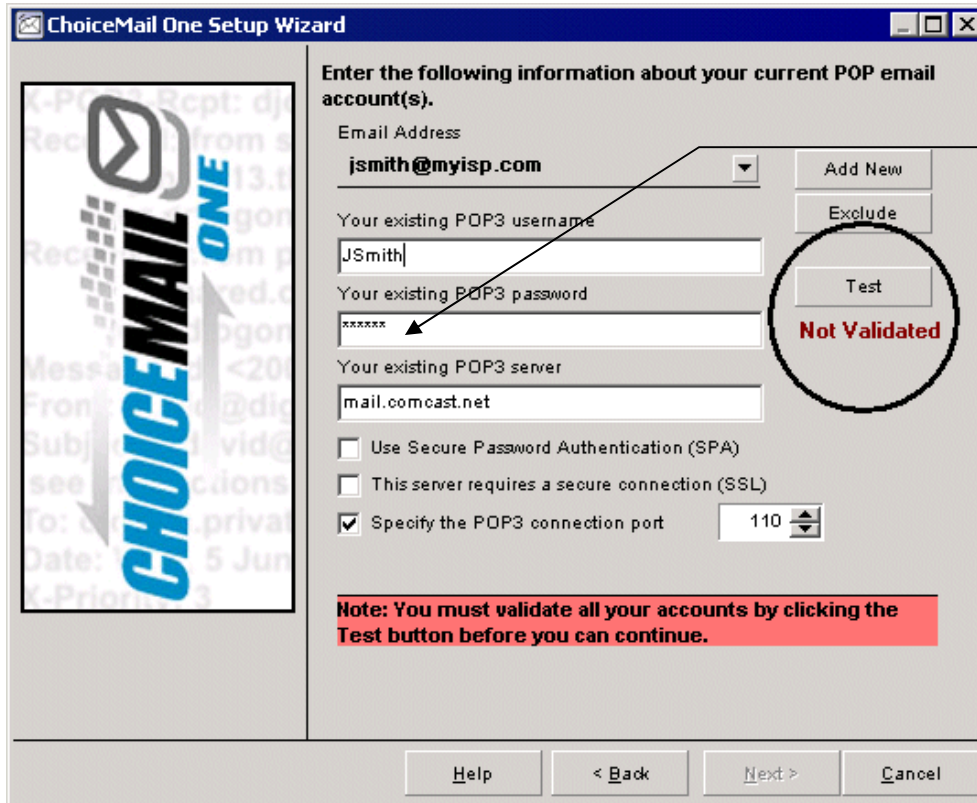 ChoiceMail One Setup Wizard
Enter the following information about your current POP email
account(s).
Email Address
jsmith@myisp.com
Add New
Exclude
Your existing POP3 username
JSmith
Test
Not Validated
Your existing POP3 password
******
Your existing POP3 server
mail.comcast.net
Use Secure Password Authentication (SPA)
This server requires a secure connection (SSL)
Specify the POP3 connection port
110
Note: You must validate all your accounts by clicking the
Test button before you can continue.
CHOICEMAIL
ONE
Help
< Back
Next >
Cancel